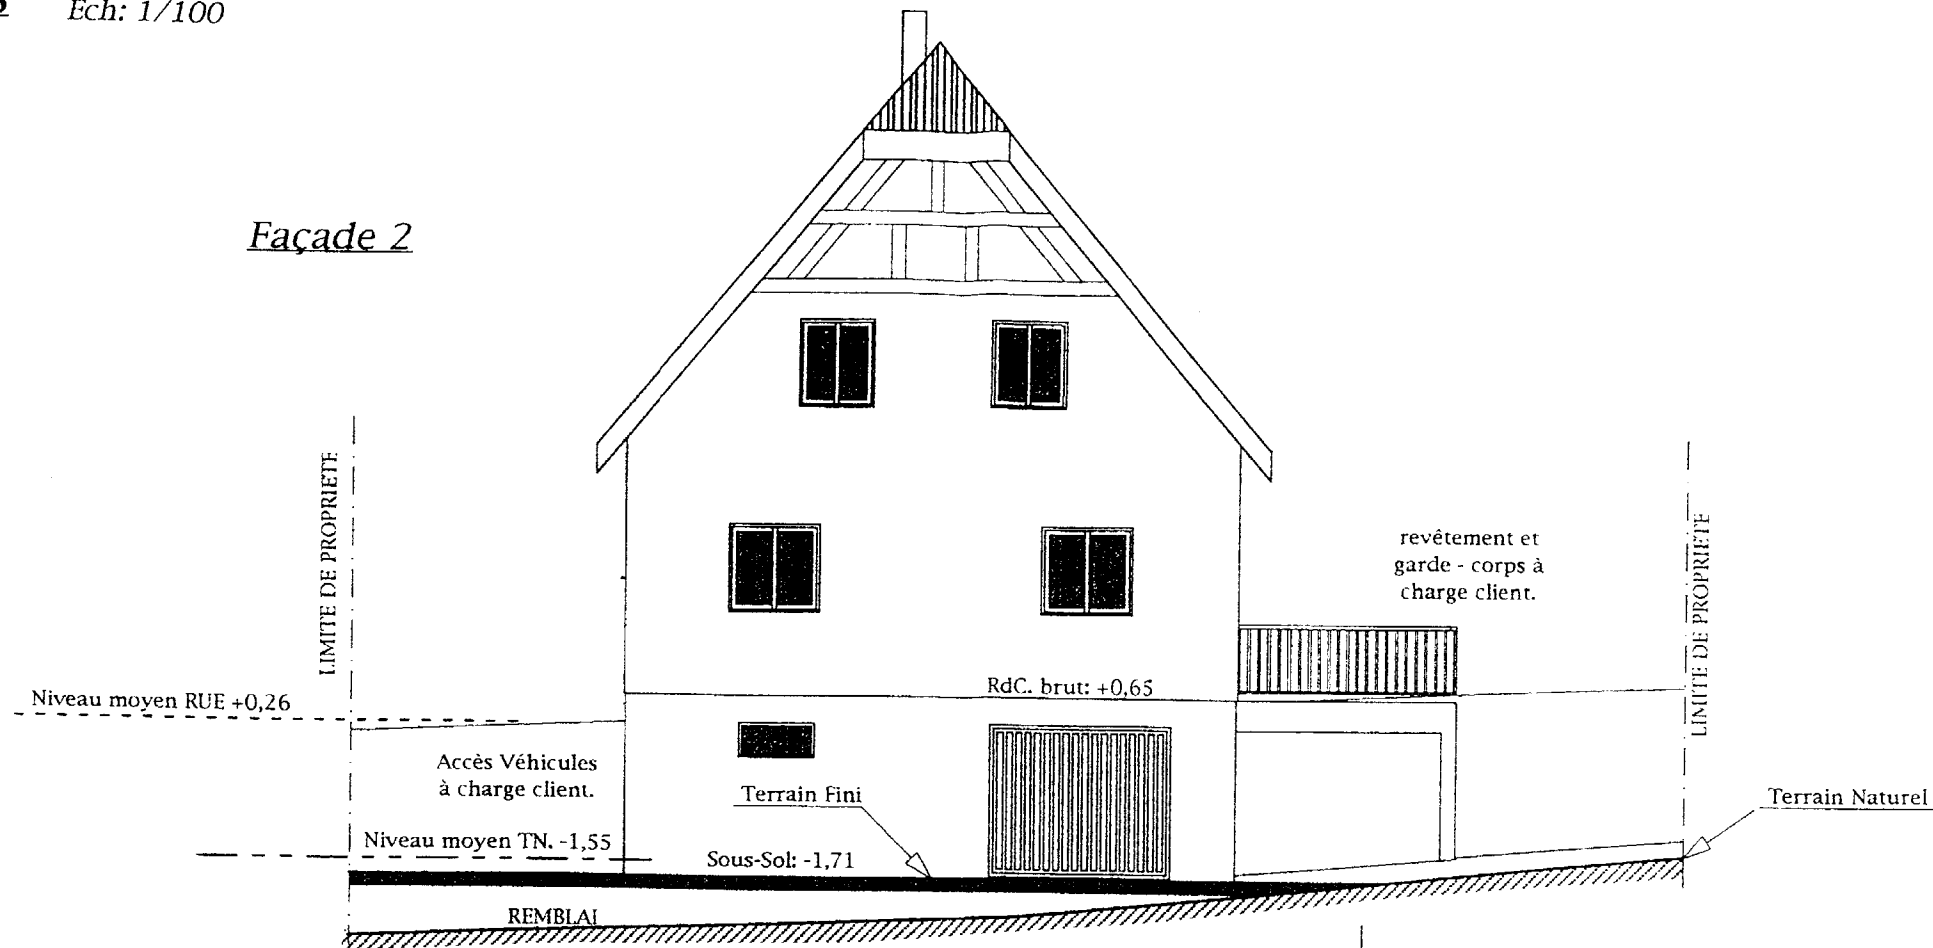 Ech: 1/100
Façade 2
LIMITE DE PROPRIETE
revêtement et
garde - corps à
charge client.
LIMITE DE PROPRIETE
RdC. brut: +0,65
Niveau moyen RUE +0,26
Accès Véhicules
à charge client.
Terrain Fini
Terrain Naturel
Niveau moyen TN. -1,55
Sous-Sol: -1,71
REMBLAI